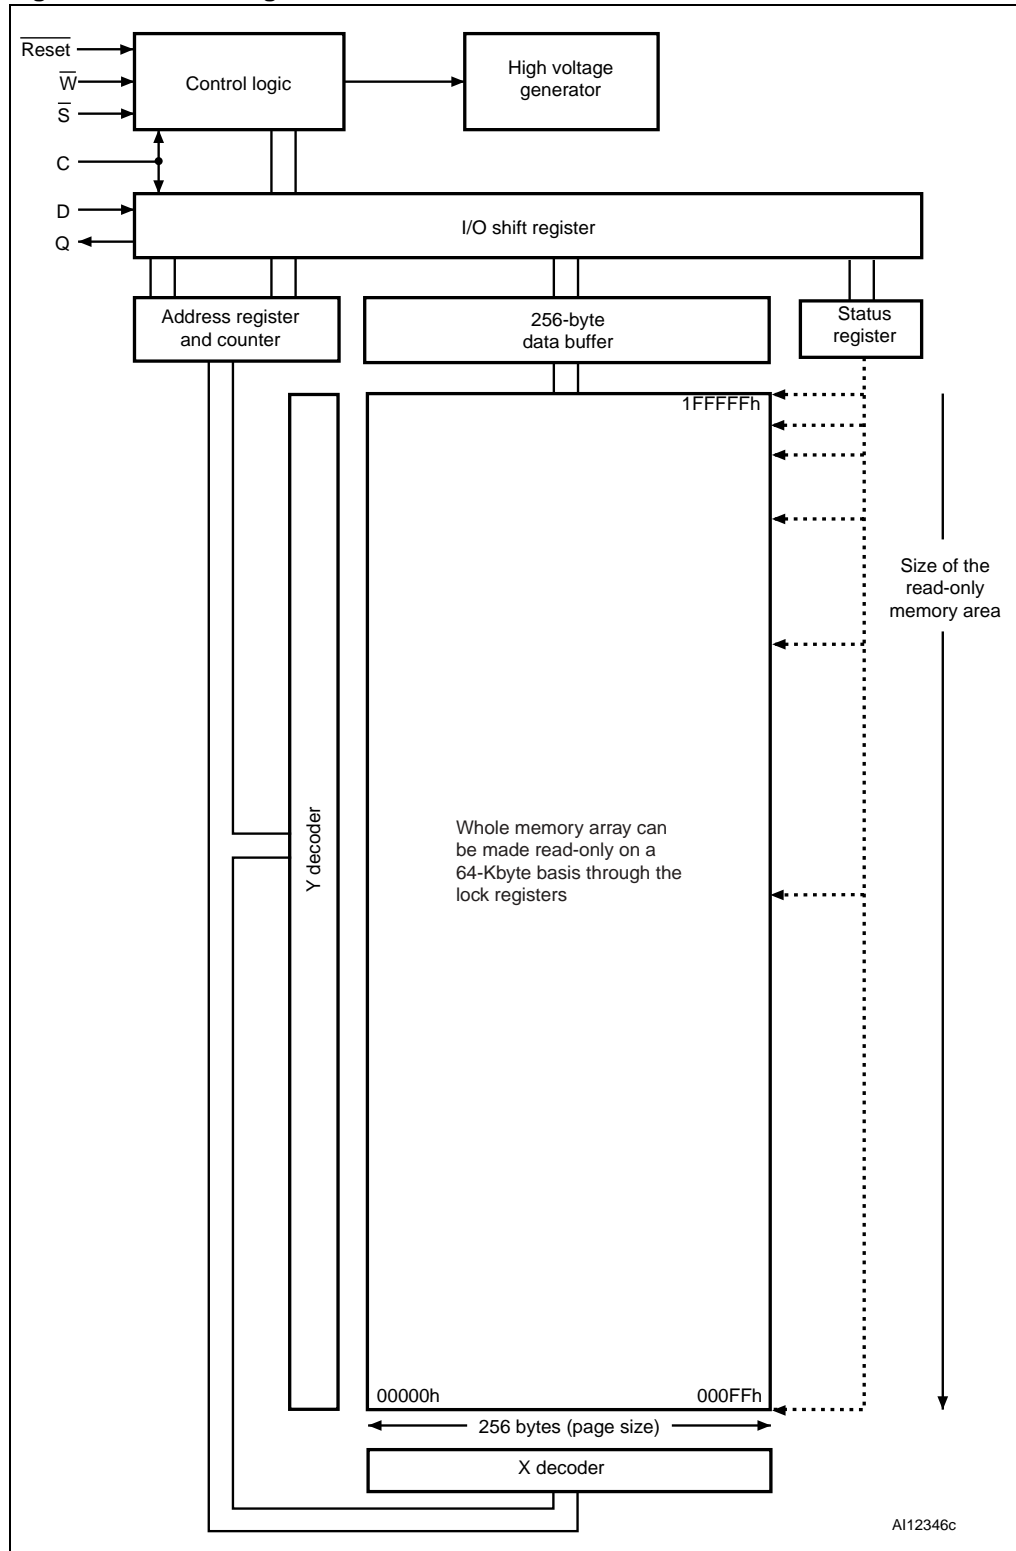 Reset
W
S
C
D
Q
Control logic
High voltage
generator
I/O shift register
Address register
and counter
256-byte
data buffer
Status
register
1FFFFFh
Size of the
read-only
memory area
Y decoder
Whole memory array can
be made read-only on a
64-Kbyte basis through the
lock registers
00000h
000FFh
256 bytes (page size)
X decoder
AI12346c